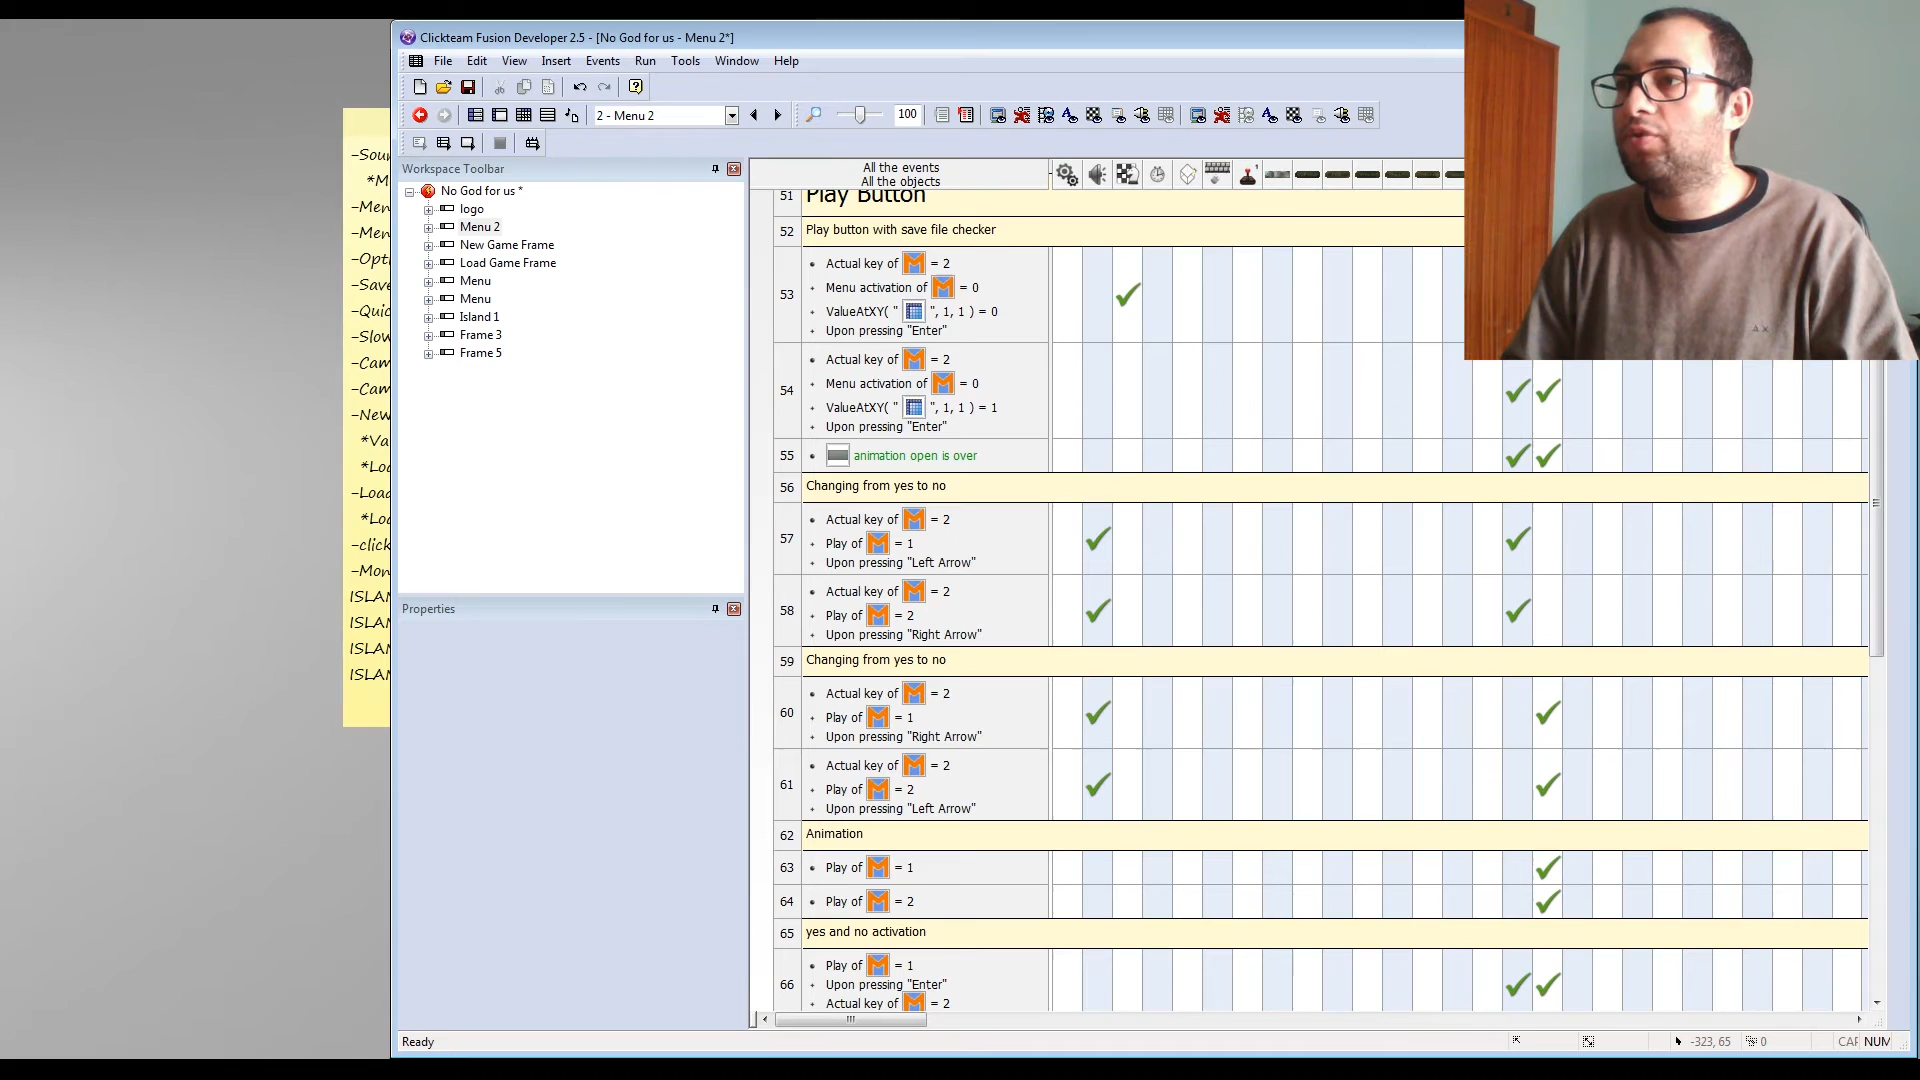 Clickteam Fusion Developer 2.5 - [No God for us - Menu 2*]
File Edit View Insert Events Run Tools Window Help
2 - Menu 2
100
Workspace Toolbar
No God for us *
logo
Menu 2
New Game Frame
Load Game Frame
Menu
Menu
Island 1
Frame 3
Frame 5
Properties
All the events
All the objects
51 Play Button
52 Play button with save file checker
53
Actual key of = 2
Menu activation of = 0
ValueAtXY( " ", 1, 1 ) = 0
Upon pressing "Enter"
54
Actual key of = 2
Menu activation of = 0
ValueAtXY( " ", 1, 1 ) = 1
Upon pressing "Enter"
55 animation open is over
56 Changing from yes to no
57
Actual key of = 2
Play of = 1
Upon pressing "Left Arrow"
58
Actual key of = 2
Play of = 2
Upon pressing "Right Arrow"
59 Changing from yes to no
60
Actual key of = 2
Play of = 1
Upon pressing "Right Arrow"
61
Actual key of = 2
Play of = 2
Upon pressing "Left Arrow"
62 Animation
63 Play of = 1
64 Play of = 2
65 yes and no activation
66
Play of = 1
Upon pressing "Enter"
Actual key of = 2
Ready
-323, 65
0
CAP NUM